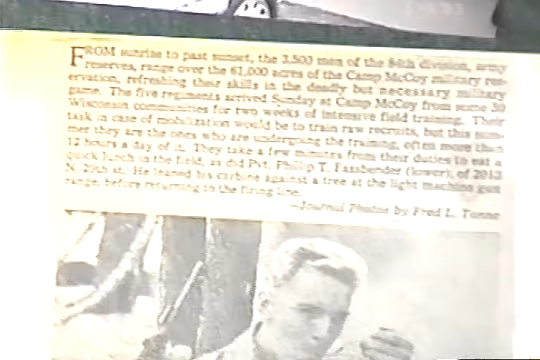 FROM sunrise to past sunset, the 3,500 men of the 84th division, army
reserves, range over the 61,000 acres of the Camp McCoy military res-
ervation, refreshing their skills in the deadly but necessary military
game. The five regiments arrived Sunday at Camp McCoy from some 30
Wisconsin communities for two weeks of intensive field training. Their
task in case of mobilization would be to train raw recruits, but this sum-
mer they are the ones who are undergoing the training, often more than
12 hours a day of it. They take a few minutes from their duties to eat a
quick lunch in the field, as did Pvt. Philip T. Fassbender (lower), of 2013
N. 29th st. He leaned his carbine against a tree at the light machine gun
range, before returning to the firing line.
—Journal Photos by Fred L. Tonne